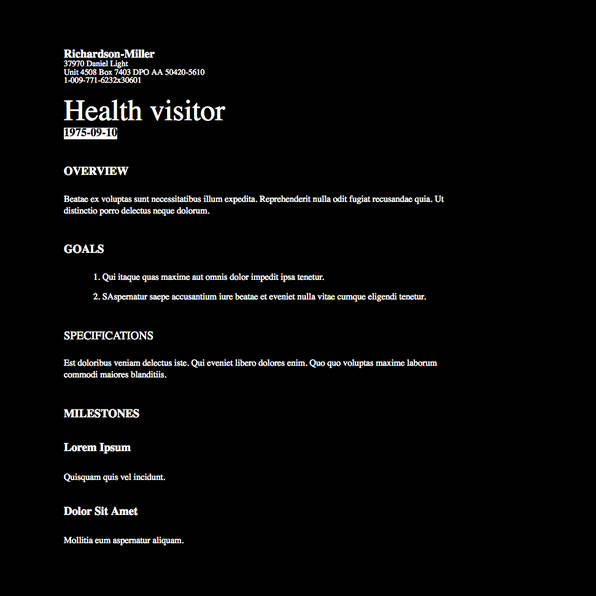 Richardson-Miller
37970 Daniel Light
Unit 4508 Box 7403 DPO AA 50420-5610
1-009-771-6232x30601
Health visitor
1975-09-10
OVERVIEW
Beatae ex voluptas sunt necessitatibus illum expedita. Reprehenderit nulla odit fugiat recusandae quia. Ut
distinctio porro delectus neque dolorum.
GOALS
1. Qui itaque quas maxime aut omnis dolor impedit ipsa tenetur.
2. SAspernatur saepe accusantium iure beatae et eveniet nulla vitae cumque eligendi tenetur.
SPECIFICATIONS
Est doloribus veniam delectus iste. Qui eveniet libero dolores enim. Quo quo voluptas maxime laborum
commodi maiores blanditiis.
MILESTONES
Lorem Ipsum
Quisquam quis vel incidunt.
Dolor Sit Amet
Mollitia eum aspernatur aliquam.